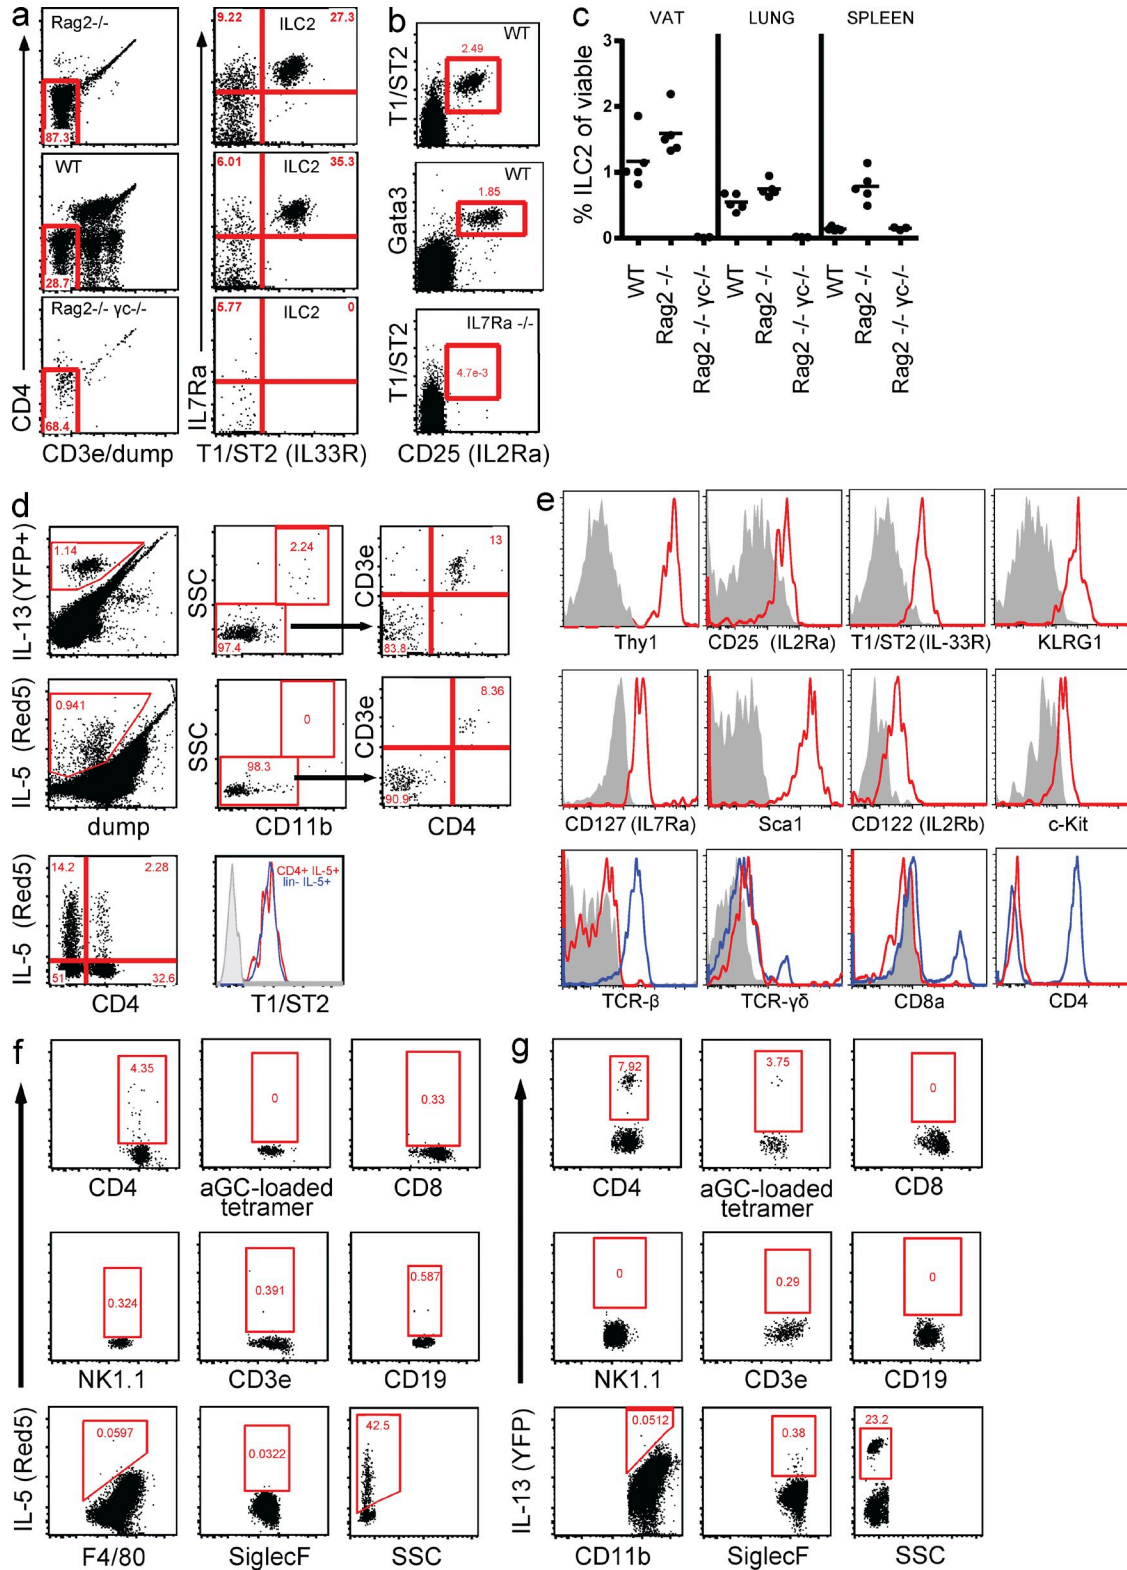 a
Rag2-/-
87.3
WT
28.7
Rag2-/- γc-/-
68.4
CD4
CD3e/dump
9.22
ILC2
27.3
6.01
ILC2
35.3
5.77
ILC2
0
IL7Ra
T1/ST2 (IL33R)
b
WT
2.49
T1/ST2
WT
1.85
Gata3
IL7Ra -/-
4.7e-3
T1/ST2
CD25 (IL2Ra)
c
VAT LUNG SPLEEN
% ILC2 of viable
3
2
1
0
WT
Rag2 -/-
Rag2 -/- γc-/-
WT
Rag2 -/-
Rag2 -/- γc-/-
WT
Rag2 -/-
Rag2 -/- γc-/-
d
IL-13 (YFP+)
1.14
SSC
2.24
97.4
CD3e
13
83.8
IL-5 (Red5)
0.941
dump
SSC
0
98.3
CD11b
CD3e
8.36
90.9
CD4
IL-5 (Red5)
14.2
2.28
51
32.6
CD4
CD4+ IL-5+
lin- IL-5+
T1/ST2
e
Thy1
CD25 (IL2Ra)
T1/ST2 (IL-33R)
KLRG1
CD127 (IL7Ra)
Sca1
CD122 (IL2Rb)
c-Kit
TCR-β
TCR-γδ
CD8a
CD4
f
4.35
CD4
0
aGC-loaded
tetramer
0.33
CD8
0.324
NK1.1
0.391
CD3e
0.587
CD19
IL-5 (Red5)
0.0597
F4/80
0.0322
SiglecF
42.5
SSC
g
7.92
CD4
3.75
aGC-loaded
tetramer
0
CD8
0
NK1.1
0.29
CD3e
0
CD19
IL-13 (YFP)
0.0512
CD11b
0.38
SiglecF
23.2
SSC